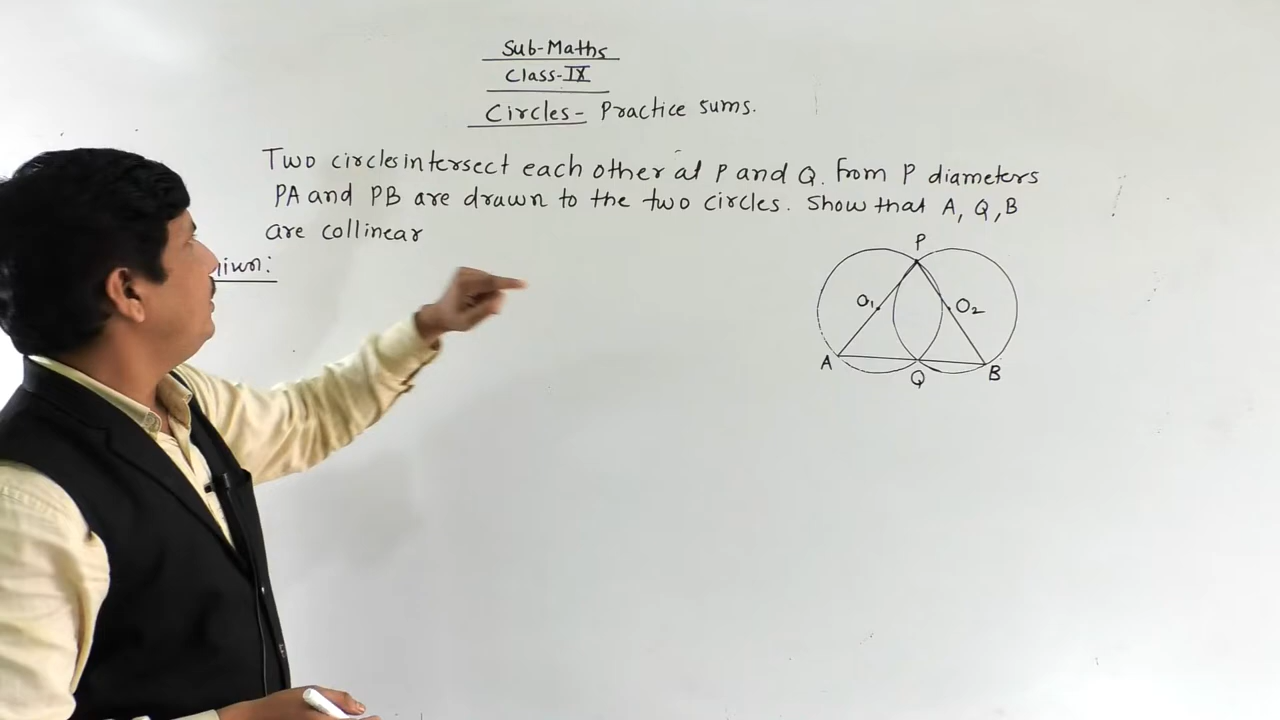 Sub-Maths
Class-IX
Circles- Practice sums.
Two circles intersect each other at P and Q. From P diameters
PA and PB are drawn to the two circles. Show that A, Q, B
are collinear
P
O₁
O₂
A
Q
B